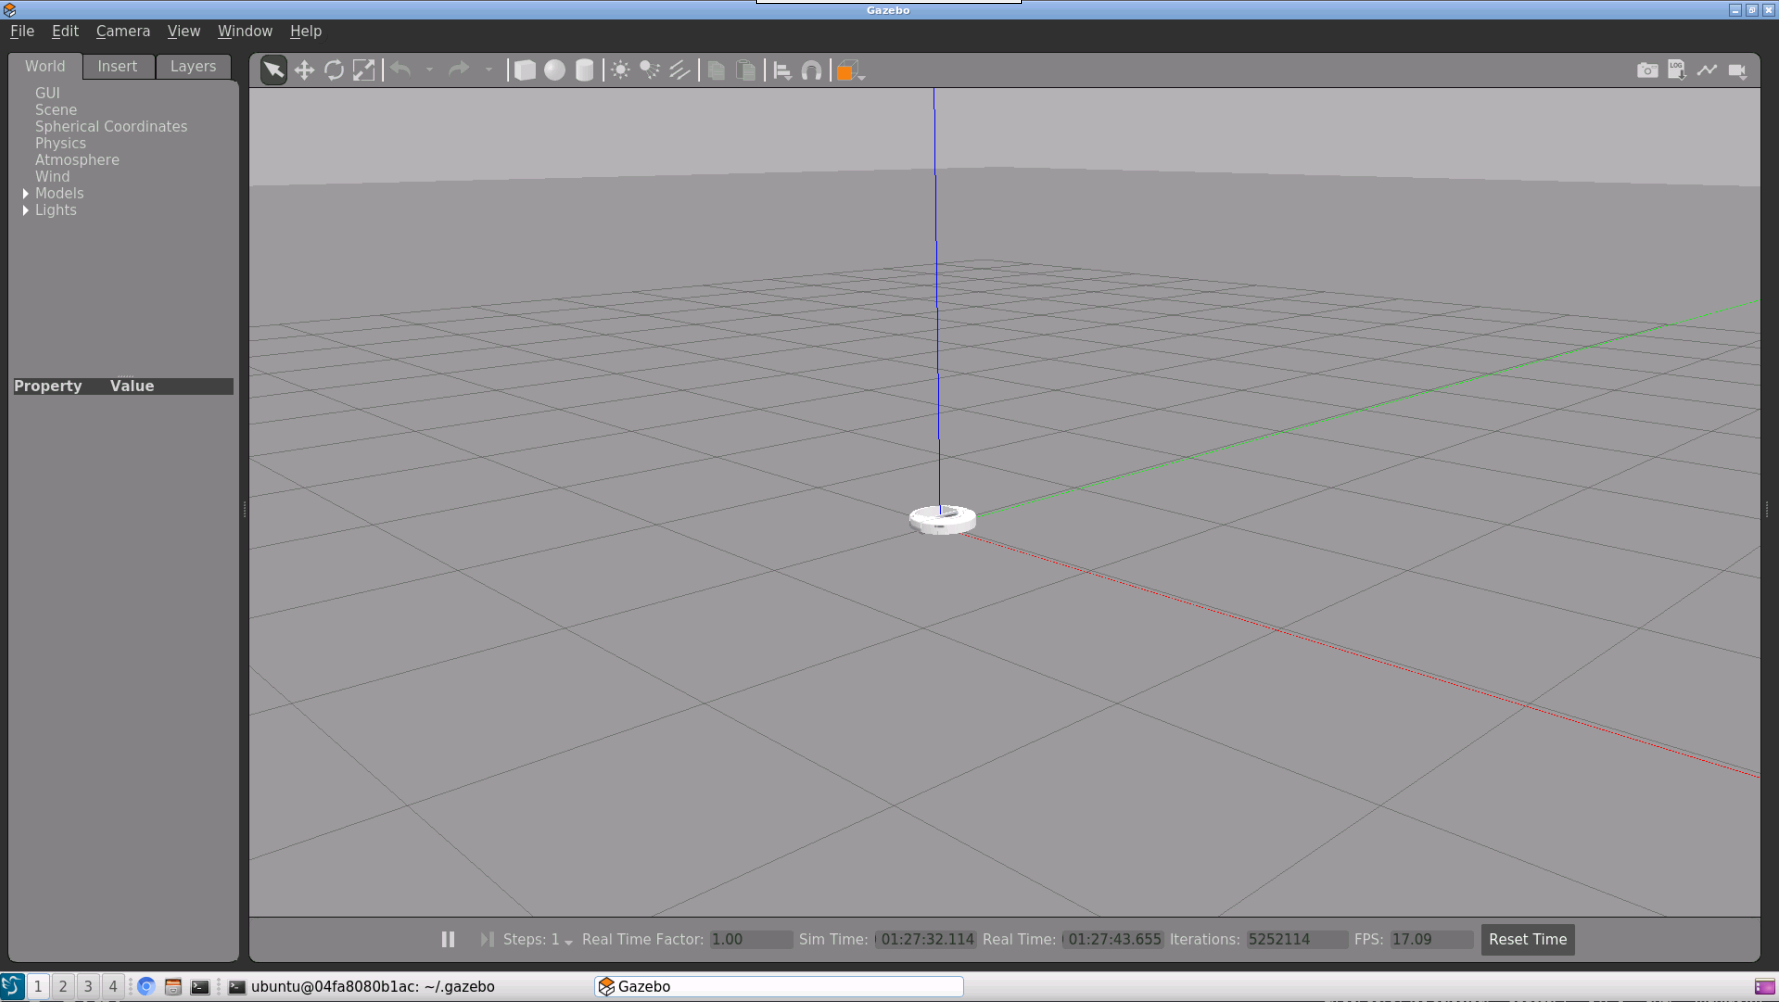 Gazebo
File Edit Camera View Window Help
World Insert Layers
LOG
GUI
Scene
Spherical Coordinates
Physics
Atmosphere
Wind
Models
Lights
Property Value
Steps: 1 Real Time Factor: 1.00 Sim Time: 01:27:32.114 Real Time: 01:27:43.655 Iterations: 5252114 FPS: 17.09 Reset Time
1 2 3 4 ubuntu@04fa8080b1ac: ~/.gazebo Gazebo